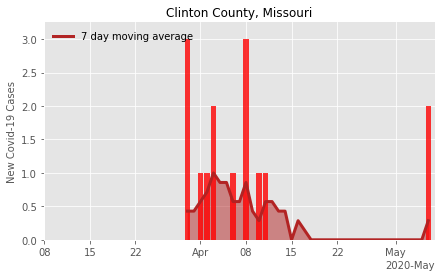 Clinton County, Missouri
7 day moving average
New Covid-19 Cases
3.0
2.5
2.0
1.5
1.0
0.5
0.0
08 15 22 Apr 08 15 22 May
2020-May